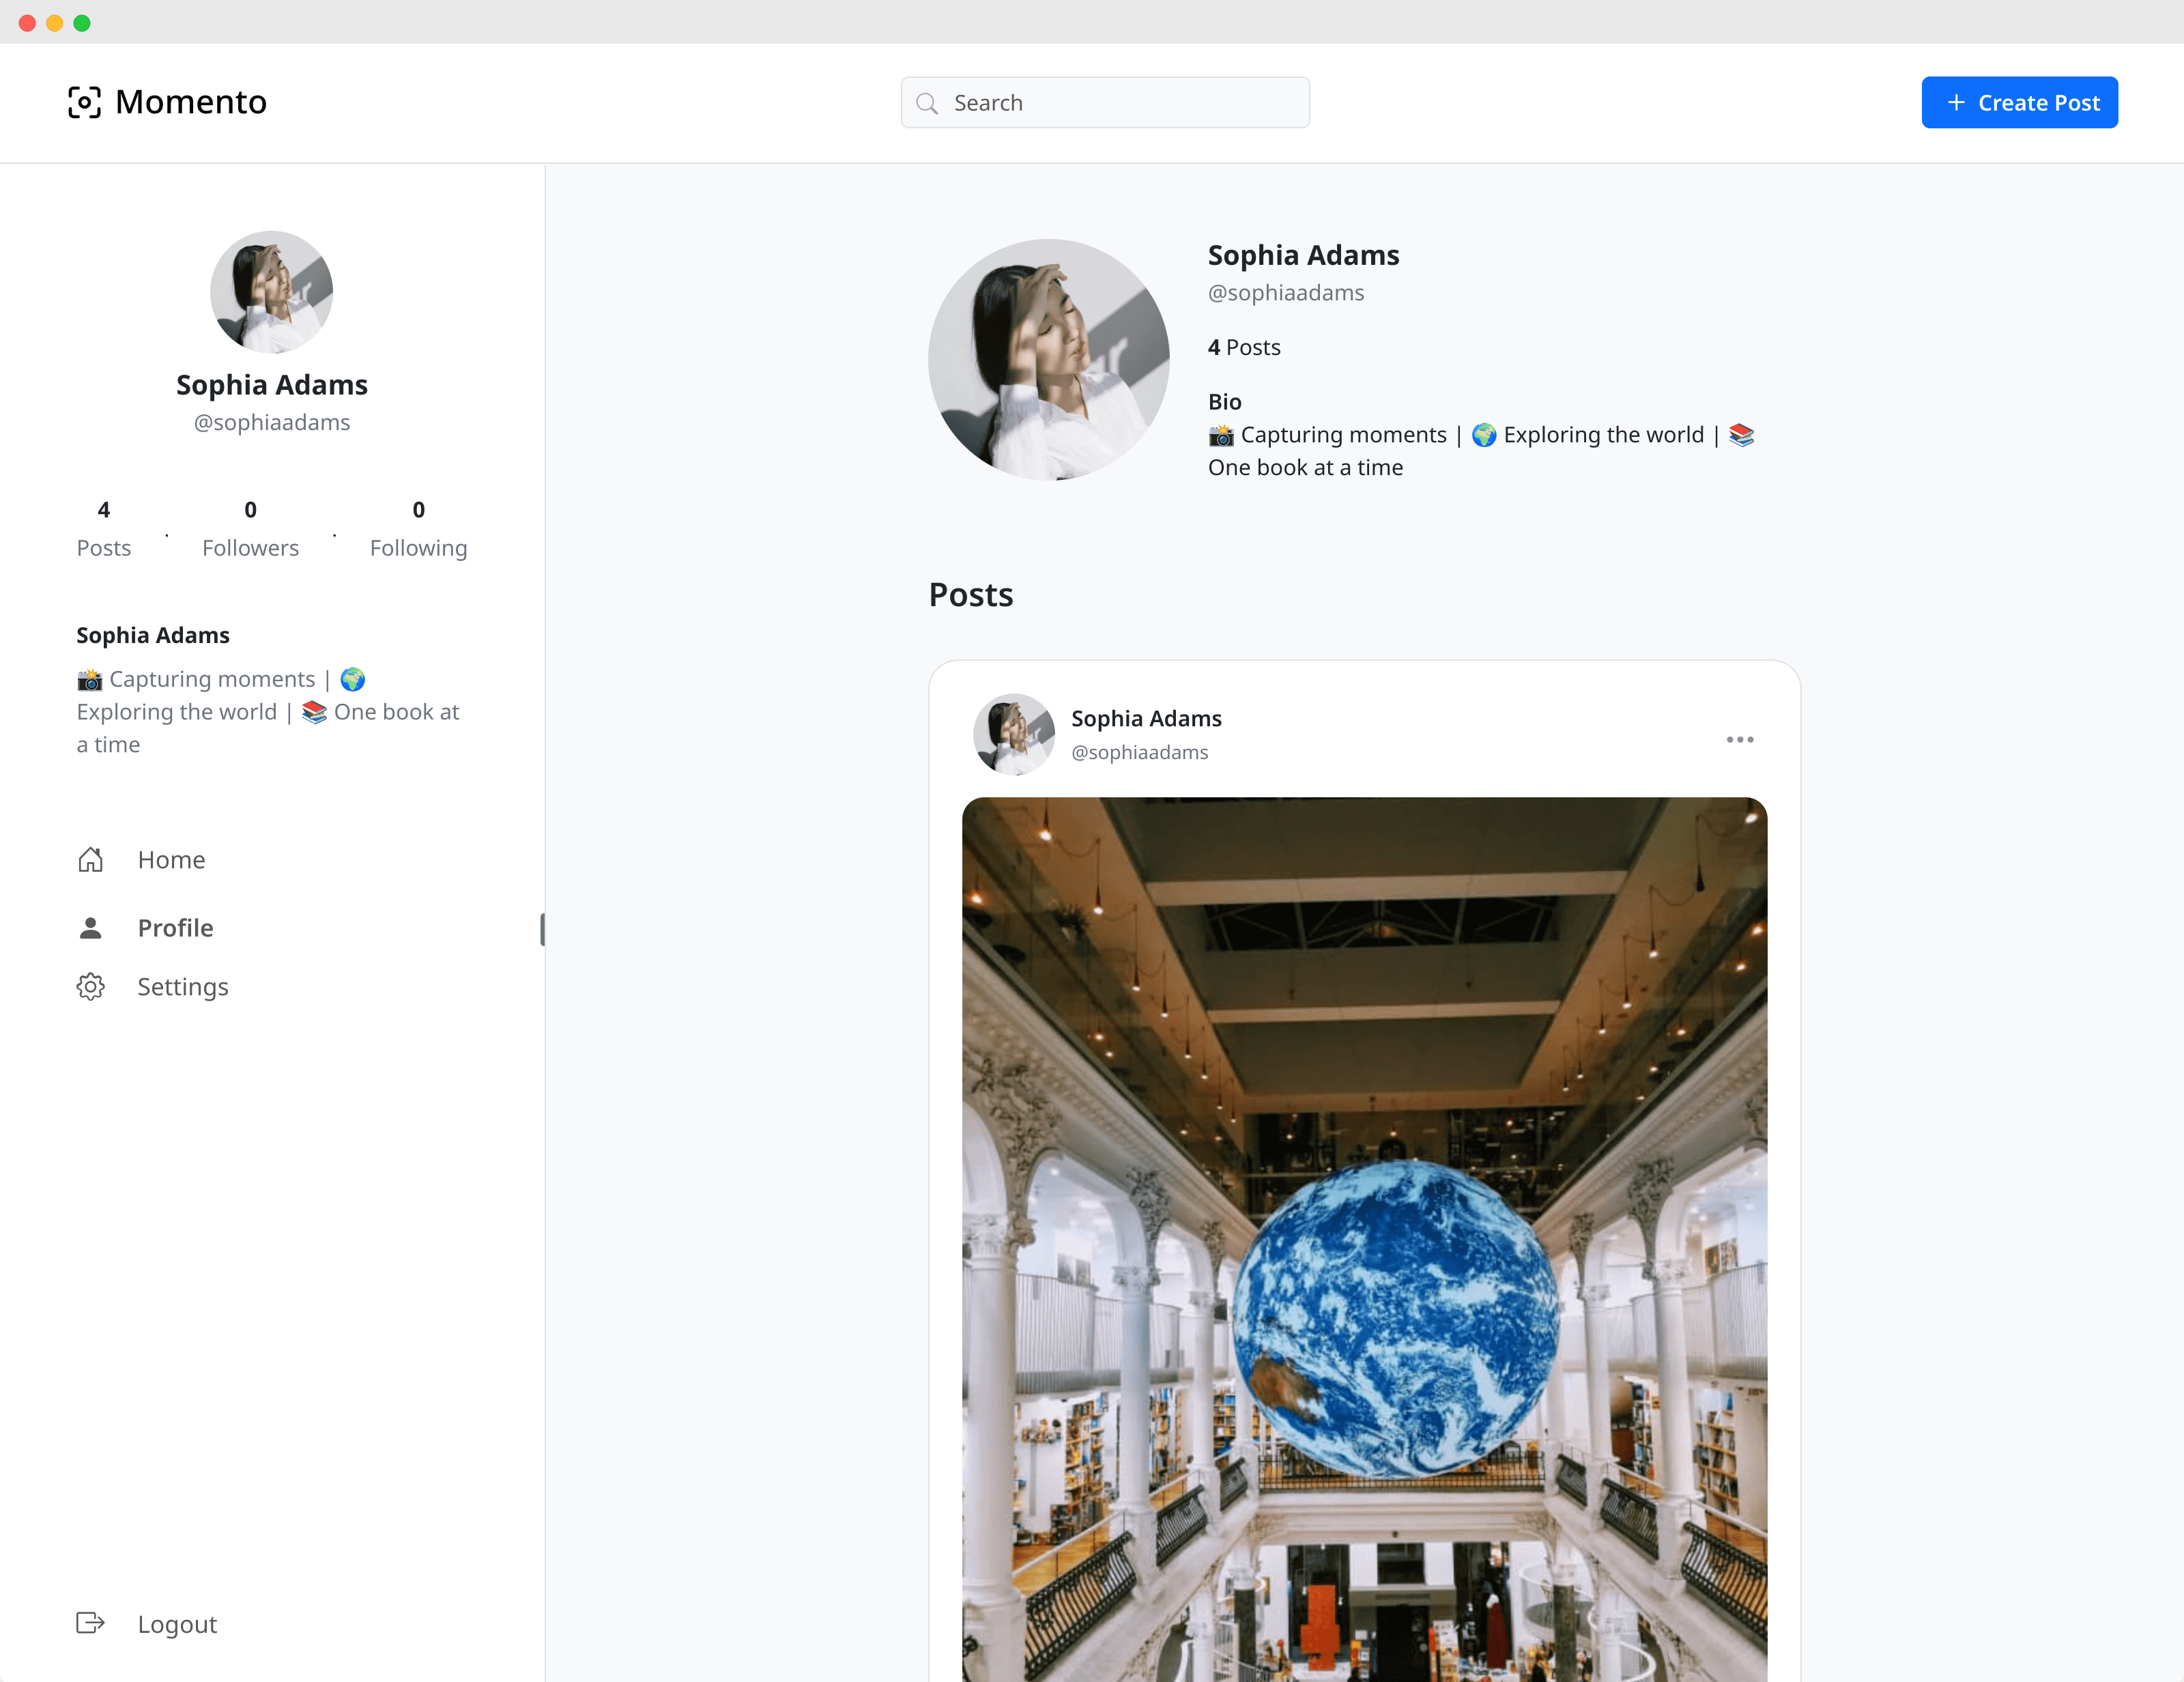 Momento
Search
+ Create Post
Sophia Adams
@sophiaadams
4
Posts
·
0
Followers
·
0
Following
Sophia Adams
📸 Capturing moments | 🌍
Exploring the world | 📚 One book at
a time
Home
Profile
Settings
Logout
Sophia Adams
@sophiaadams
4 Posts
Bio
📸 Capturing moments | 🌍 Exploring the world | 📚
One book at a time
Posts
Sophia Adams
@sophiaadams